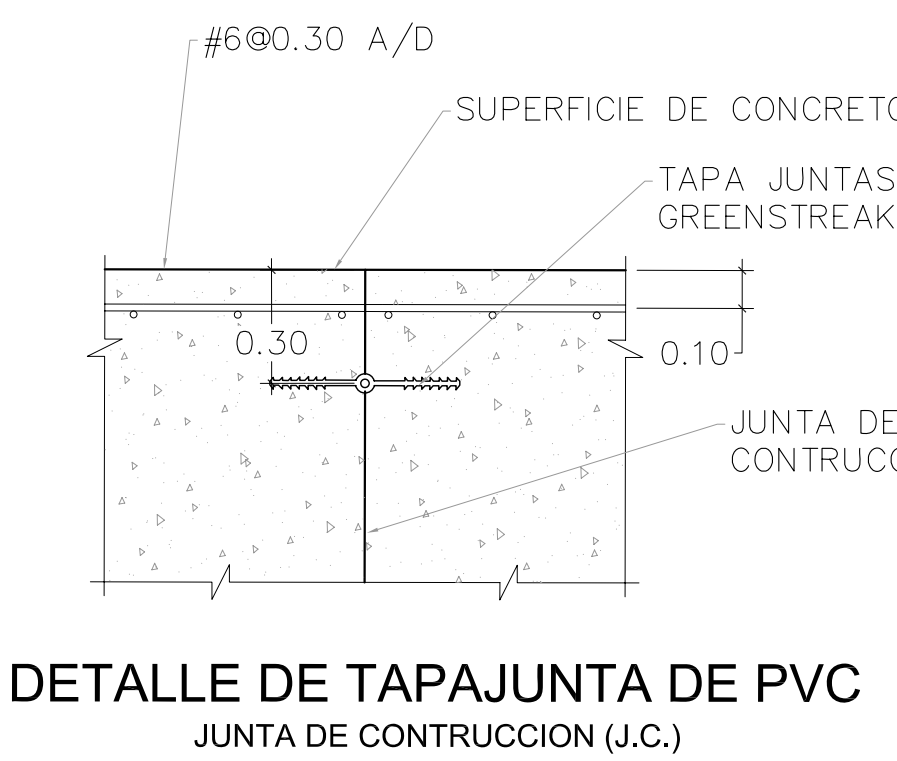 #6@0.30 A/D
SUPERFICIE DE CONCRETO
TAPA JUNTAS
GREENSTREAK
0.30
0.10
JUNTA DE
DETALLE DE TAPAJUNTA DE PVC
JUNTA DE CONTRUCCION (J.C.)